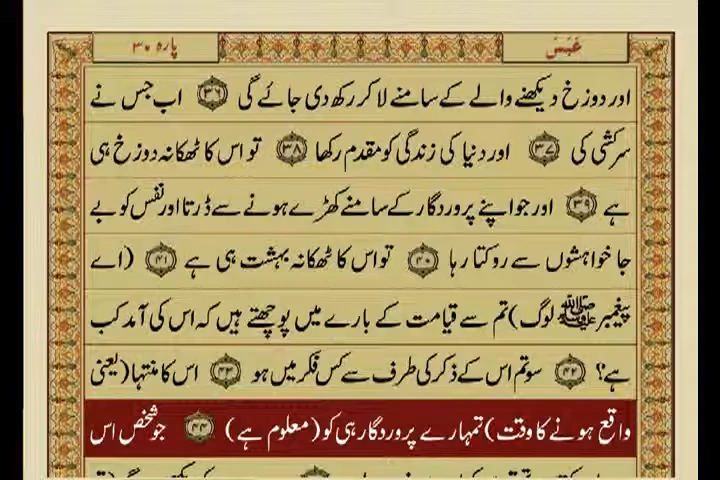 پارہ ۳۰
عَبَسَ
اور دوزخ دیکھنے والے کے سامنے لا کر رکھ دی جائے گی ۳۶ اب جس نے
سرکشی کی ۳۷ اور دنیا کی زندگی کو مقدم رکھا ۳۸ تو اس کا ٹھکانہ دوزخ ہی
ہے ۳۹ اور جو اپنے پروردگار کے سامنے کھڑے ہونے سے ڈرتا اور نفس کو بے
جا خواہشوں سے روکتا رہا ۴۰ تو اس کا ٹھکانہ بہشت ہی ہے ۴۱ (اے
پیغمبر ﷺ لوگ) تم سے قیامت کے بارے میں پوچھتے ہیں کہ اس کی آمد کب
ہے؟ ۴۲ سو تم اس کے ذکر کی طرف سے کس فکر میں ہو ۴۳ اس کا منتہا (یعنی
واقع ہونے کا وقت) تمہارے پروردگار ہی کو (معلوم ہے) ۴۴ جو شخص اس